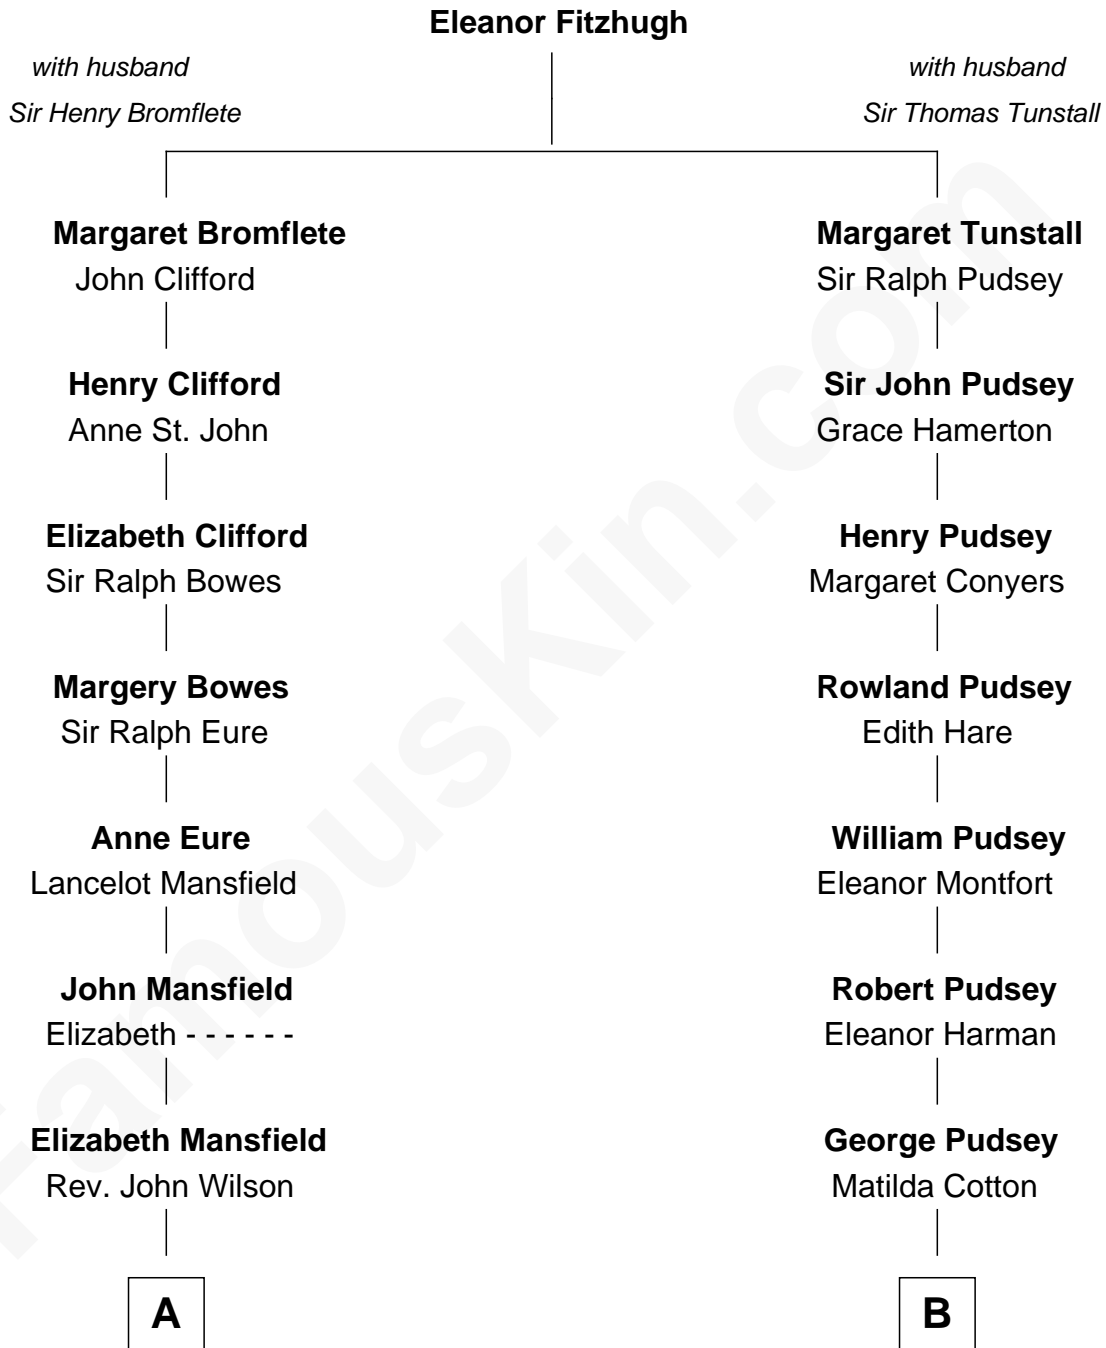 Eleanor Fitzhugh
with husband
Sir Henry Bromflete
with husband
Sir Thomas Tunstall
Margaret Bromflete
John Clifford
Margaret Tunstall
Sir Ralph Pudsey
Henry Clifford
Anne St. John
Sir John Pudsey
Grace Hamerton
Elizabeth Clifford
Sir Ralph Bowes
Henry Pudsey
Margaret Conyers
Margery Bowes
Sir Ralph Eure
Rowland Pudsey
Edith Hare
Anne Eure
Lancelot Mansfield
William Pudsey
Eleanor Montfort
John Mansfield
Elizabeth - - - - - -
Robert Pudsey
Eleanor Harman
Elizabeth Mansfield
Rev. John Wilson
George Pudsey
Matilda Cotton
A
B
FamousKin.com